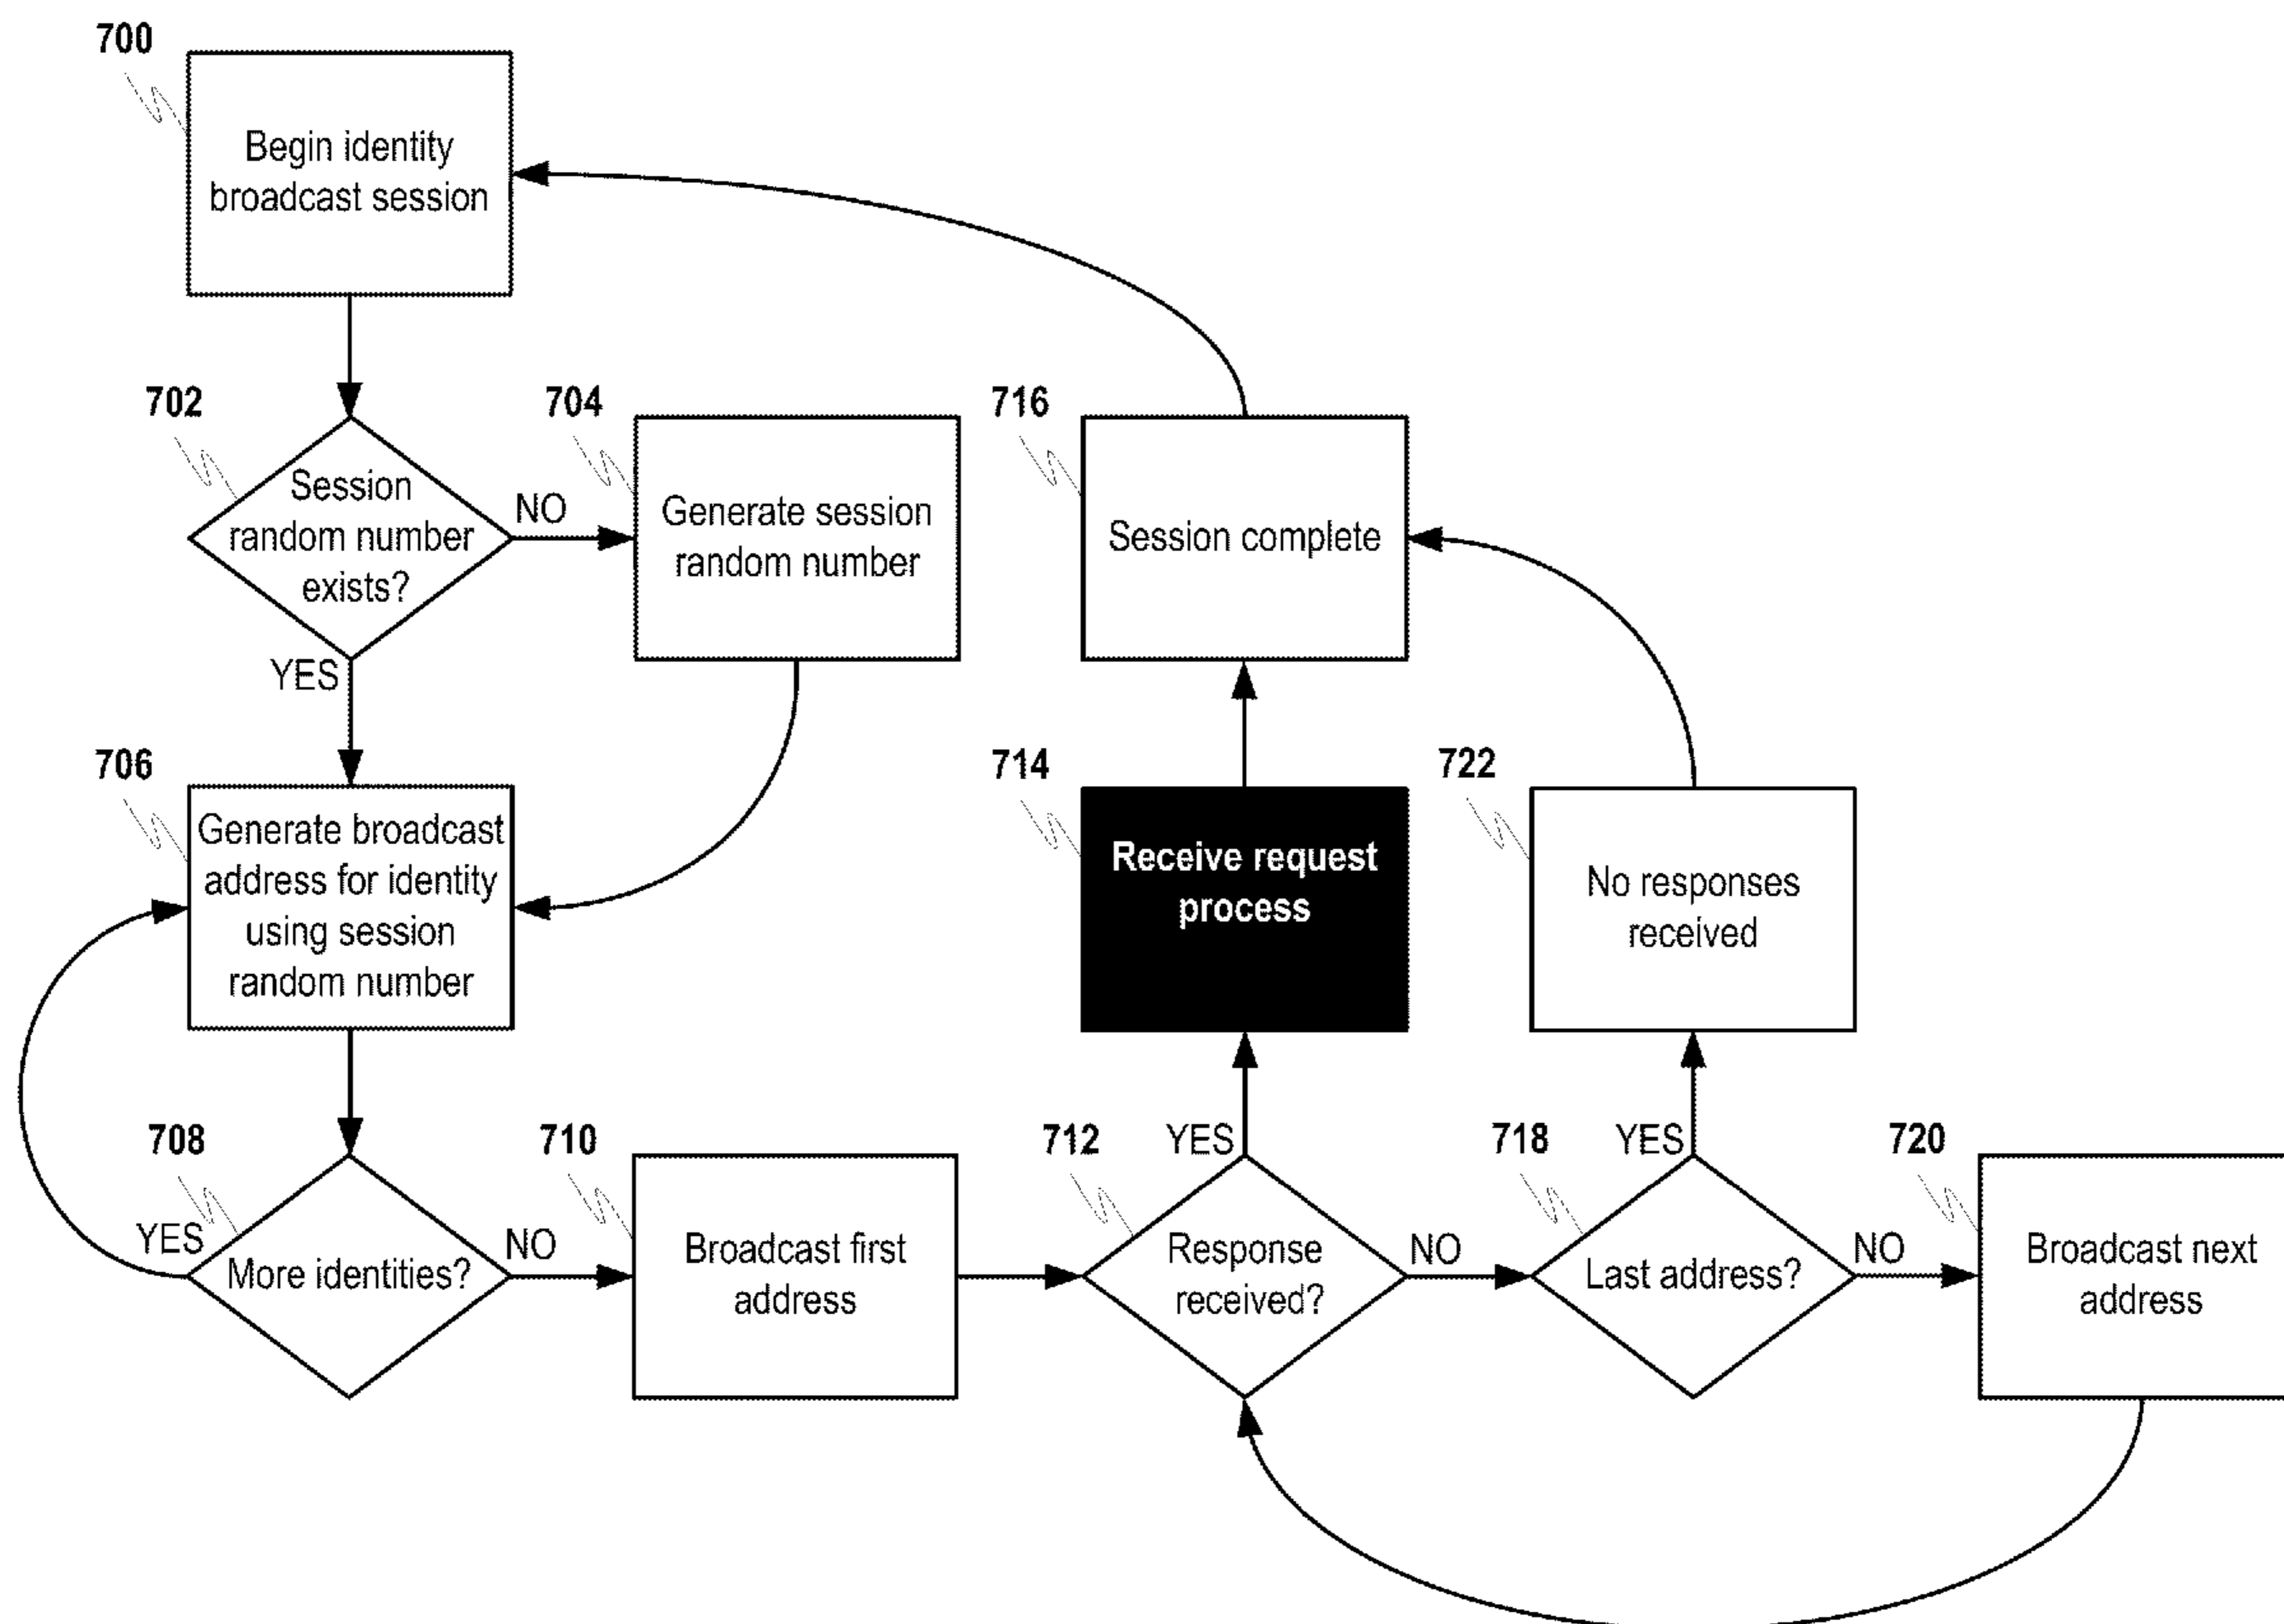 700
Begin identity
broadcast session
702
Session
random number
exists?
NO
YES
704
Generate session
random number
716
Session complete
706
Generate broadcast
address for identity
using session
random number
714
Receive request
process
722
No responses
received
708
More identities?
YES
NO
710
Broadcast first
address
712
Response
received?
YES
NO
718
Last address?
YES
NO
720
Broadcast next
address